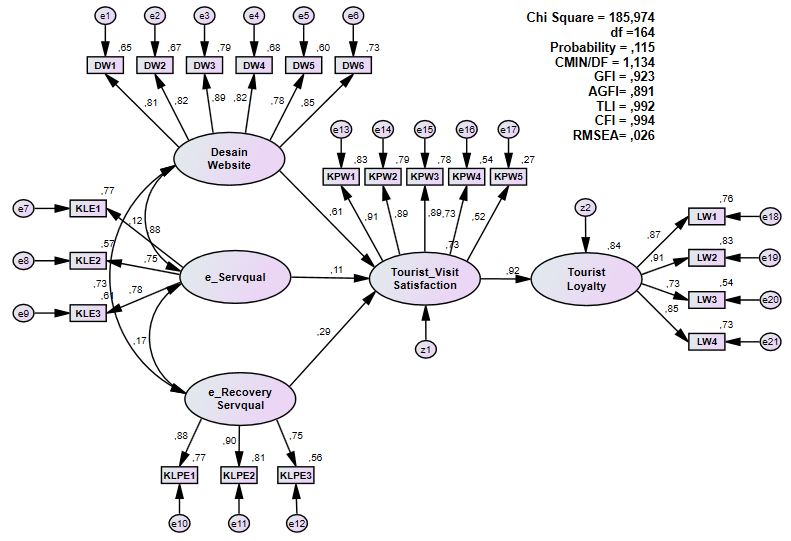 Chi Square = 185,974
df =164
Probability = ,115
CMIN/DF = 1,134
GFI = ,923
AGFI= ,891
TLI = ,992
CFI = ,994
RMSEA= ,026
e1 e2 e3 e4 e5 e6
,65 ,67 ,79 ,68 ,60 ,73
DW1 DW2 DW3 DW4 DW5 DW6
,81 ,82 ,89 ,82 ,78 ,85
Desain
Website
e13 e14 e15 e16 e17
,83 ,79 ,78 ,54 ,27
KPW1 KPW2 KPW3 KPW4 KPW5
,91 ,89 ,89 ,73 ,52
,61
,73
e7 ,77
KLE1
,12
,88
e8 ,57
KLE2
,75
e9 ,61
KLE3
,78
,73
,17
e_Servqual
,11
Tourist_Visit
Satisfaction
z1
,92
z2
,84
Tourist
Loyalty
,76
LW1 e18
,87
,83
LW2 e19
,91
,54
LW3 e20
,73
,73
LW4 e21
,85
,29
e_Recovery
Servqual
,88 ,90 ,75
,77 ,81 ,56
KLPE1 KLPE2 KLPE3
e10 e11 e12